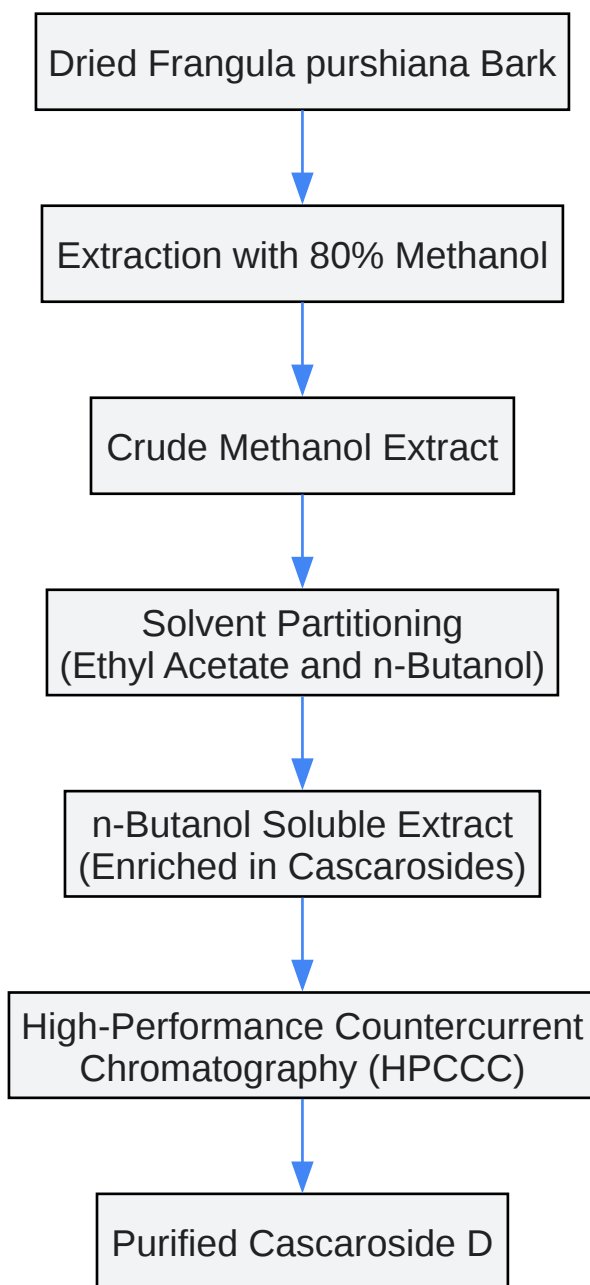 Dried Frangula purshiana Bark
Extraction with 80% Methanol
Crude Methanol Extract
Solvent Partitioning
(Ethyl Acetate and n-Butanol)
n-Butanol Soluble Extract
(Enriched in Cascarosides)
High-Performance Countercurrent
Chromatography (HPCCC)
Purified Cascaroside D